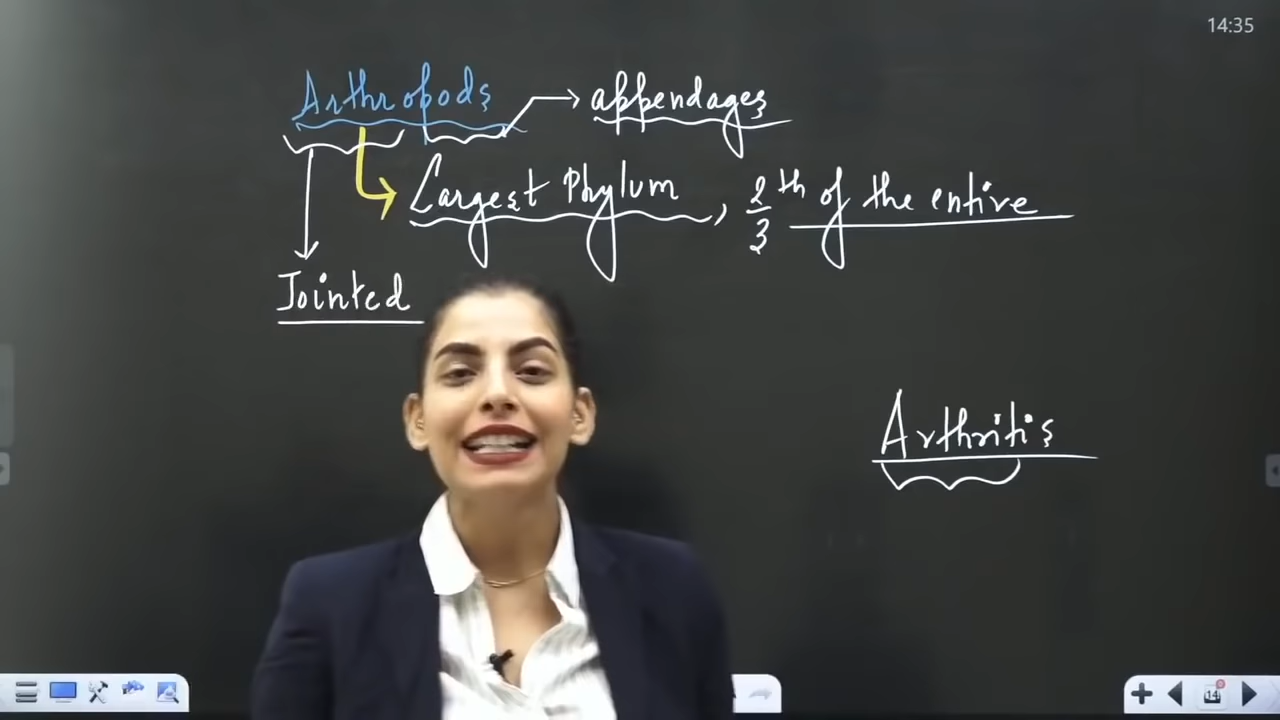 14:35
Arthropods → appendages
Largest Phylum, 2/3 th of the entire
Jointed
Arthritis
14